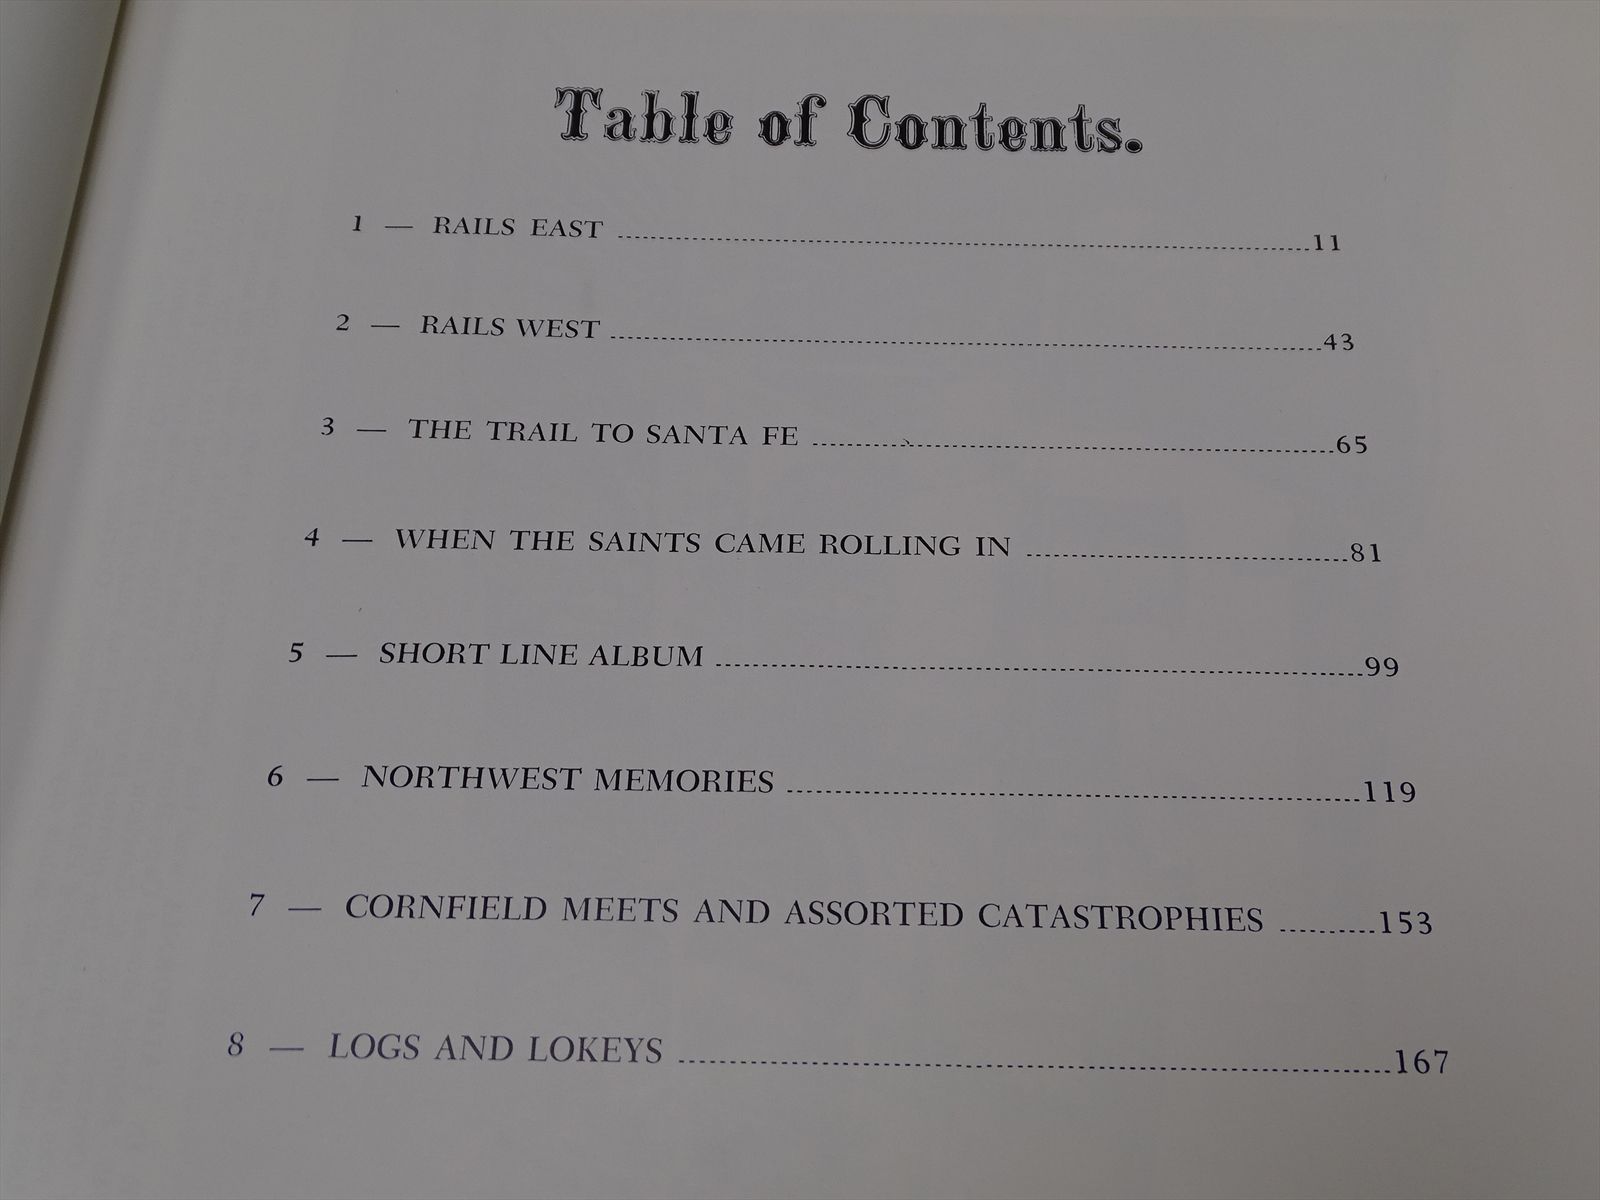 Table of Contents.
1 — RAILS EAST ........ 11
2 — RAILS WEST ........ 43
3 — THE TRAIL TO SANTA FE ........ 65
4 — WHEN THE SAINTS CAME ROLLING IN ........ 81
5 — SHORT LINE ALBUM ........ 99
6 — NORTHWEST MEMORIES ........ 119
7 — CORNFIELD MEETS AND ASSORTED CATASTROPHIES ........ 153
8 — LOGS AND LOKEYS ........ 167